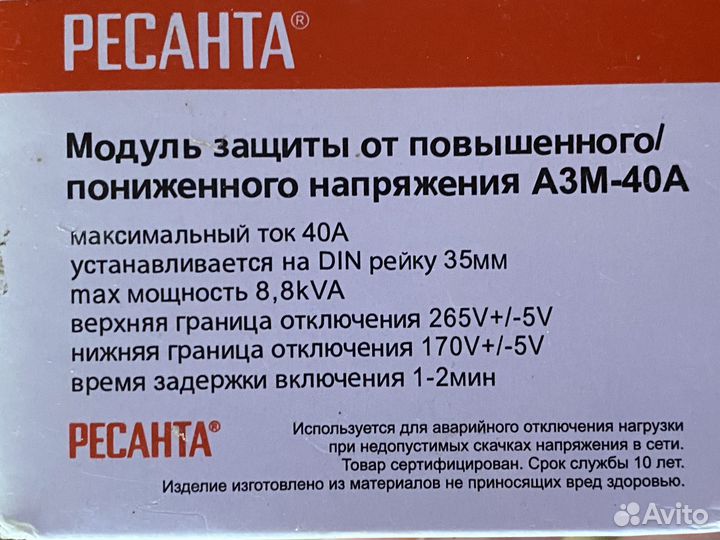 РЕСАНТА®
Модуль защиты от повышенного/
пониженного напряжения АЗМ-40А
максимальный ток 40А
устанавливается на DIN рейку 35мм
max мощность 8,8kVA
верхняя граница отключения 265V+/-5V
нижняя граница отключения 170V+/-5V
время задержки включения 1-2мин
РЕСАНТА®
Используется для аварийного отключения нагрузки
при недопустимых скачках напряжения в сети.
Товар сертифицирован. Срок службы 10 лет.
Изделие изготовлено из материалов не приносящих вред здоровью.
Avito